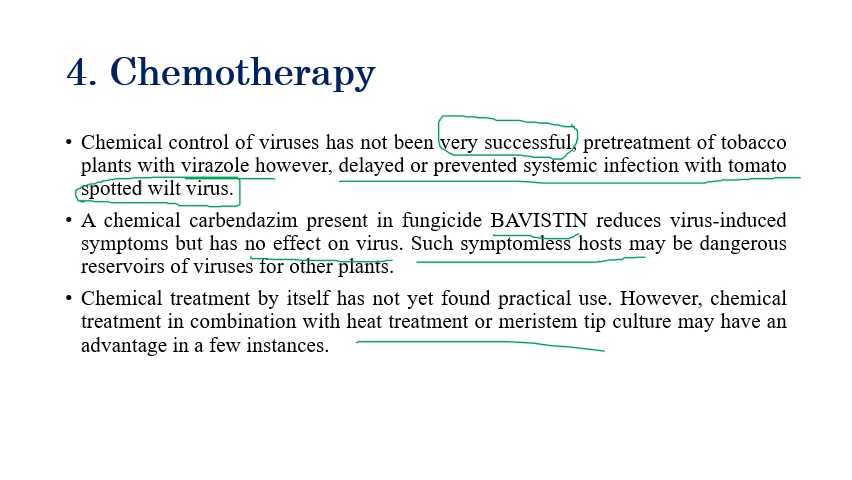 4. Chemotherapy
• Chemical control of viruses has not been very successful, pretreatment of tobacco
plants with virazole however, delayed or prevented systemic infection with tomato
spotted wilt virus.
• A chemical carbendazim present in fungicide BAVISTIN reduces virus-induced
symptoms but has no effect on virus. Such symptomless hosts may be dangerous
reservoirs of viruses for other plants.
• Chemical treatment by itself has not yet found practical use. However, chemical
treatment in combination with heat treatment or meristem tip culture may have an
advantage in a few instances.